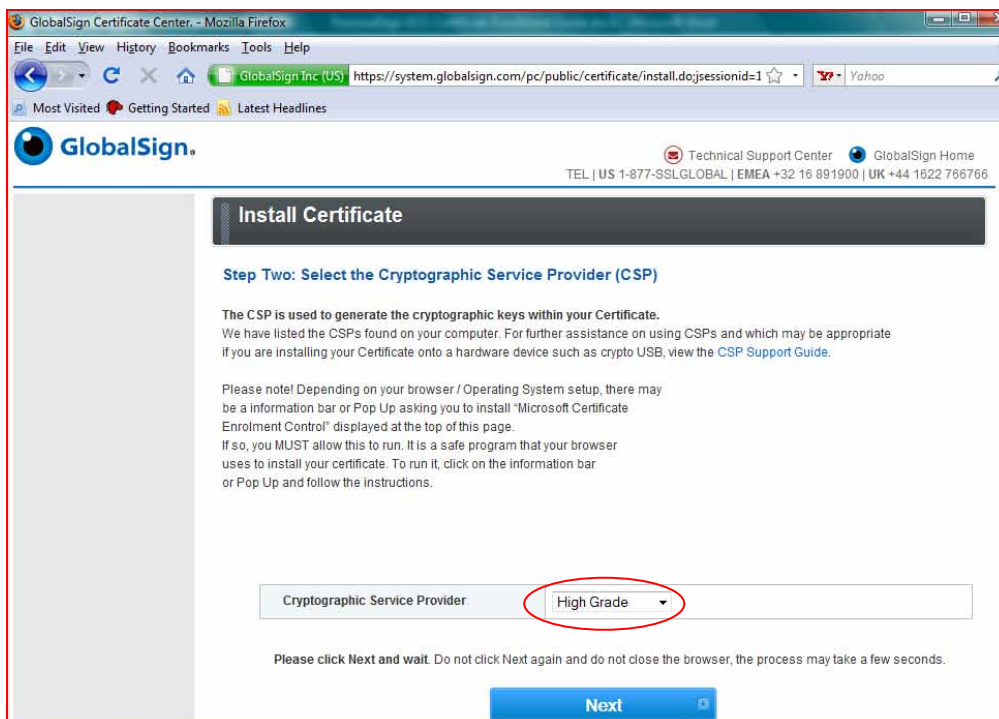 GlobalSign Certificate Center. - Mozilla Firefox
File Edit View History Bookmarks Tools Help
GlobalSign Inc (US) https://system.globalsign.com/pc/public/certificate/install.do;jsessionid=1 Yahoo
Most Visited Getting Started Latest Headlines
GlobalSign.
Technical Support Center GlobalSign Home
TEL | US 1-877-SSLGLOBAL | EMEA +32 16 891900 | UK +44 1622 766766
Install Certificate
Step Two: Select the Cryptographic Service Provider (CSP)
The CSP is used to generate the cryptographic keys within your Certificate.
We have listed the CSPs found on your computer. For further assistance on using CSPs and which may be appropriate
if you are installing your Certificate onto a hardware device such as crypto USB, view the CSP Support Guide.
Please note! Depending on your browser / Operating System setup, there may
be a information bar or Pop Up asking you to install "Microsoft Certificate
Enrolment Control" displayed at the top of this page.
If so, you MUST allow this to run. It is a safe program that your browser
uses to install your certificate. To run it, click on the information bar
or Pop Up and follow the instructions.
Cryptographic Service Provider High Grade
Please click Next and wait. Do not click Next again and do not close the browser, the process may take a few seconds.
Next